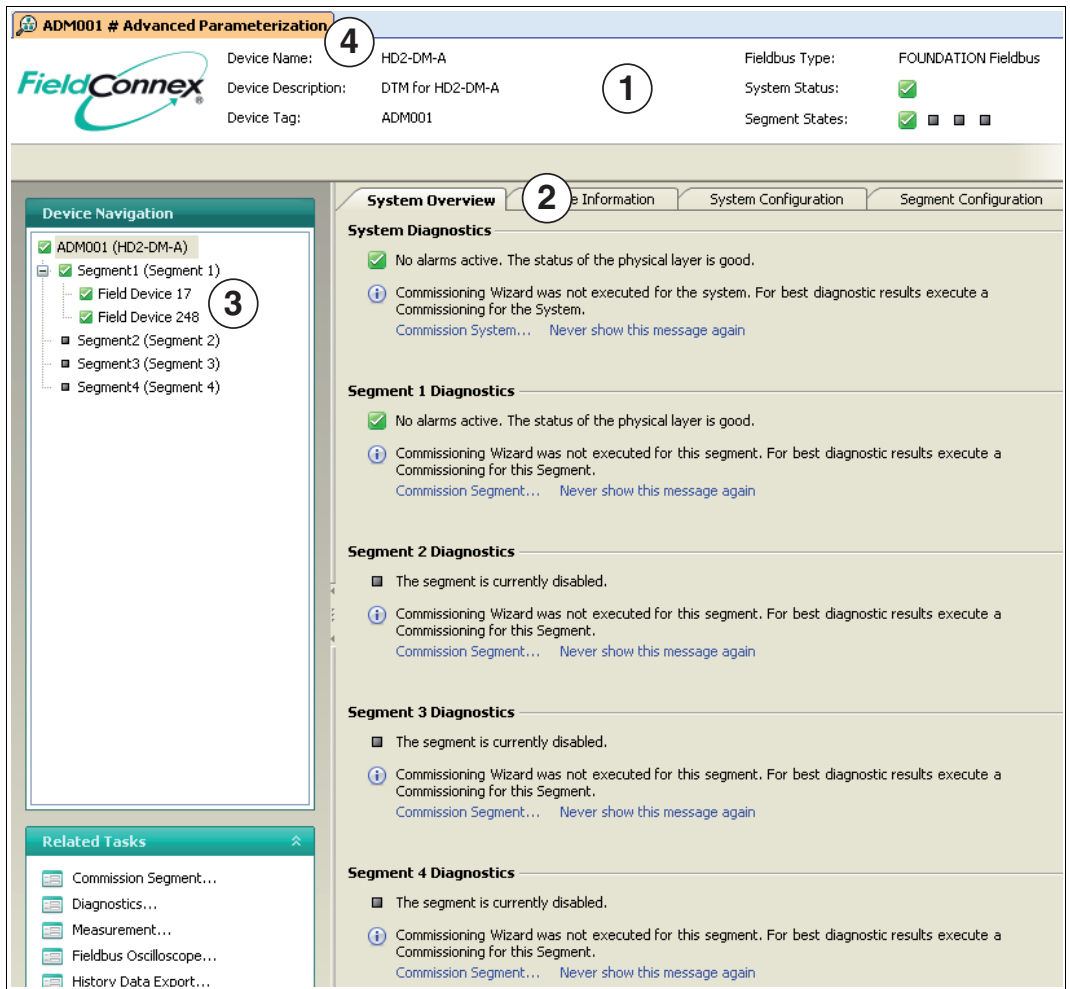 ADM001 # Advanced Parameterization
4
FieldConnex®
Device Name: HD2-DM-A
Device Description: DTM for HD2-DM-A
Device Tag: ADM001
1
Fieldbus Type: FOUNDATION Fieldbus
System Status:
Segment States:
Device Navigation
ADM001 (HD2-DM-A)
Segment1 (Segment 1)
Field Device 17
Field Device 248
3
Segment2 (Segment 2)
Segment3 (Segment 3)
Segment4 (Segment 4)
Related Tasks
Commission Segment...
Diagnostics...
Measurement...
Fieldbus Oscilloscope...
History Data Export...
System Overview 2 Information System Configuration Segment Configuration
System Diagnostics
No alarms active. The status of the physical layer is good.
Commissioning Wizard was not executed for the system. For best diagnostic results execute a
Commissioning for the System.
Commission System... Never show this message again
Segment 1 Diagnostics
No alarms active. The status of the physical layer is good.
Commissioning Wizard was not executed for this segment. For best diagnostic results execute a
Commissioning for this Segment.
Commission Segment... Never show this message again
Segment 2 Diagnostics
The segment is currently disabled.
Commissioning Wizard was not executed for this segment. For best diagnostic results execute a
Commissioning for this Segment.
Commission Segment... Never show this message again
Segment 3 Diagnostics
The segment is currently disabled.
Commissioning Wizard was not executed for this segment. For best diagnostic results execute a
Commissioning for this Segment.
Commission Segment... Never show this message again
Segment 4 Diagnostics
The segment is currently disabled.
Commissioning Wizard was not executed for this segment. For best diagnostic results execute a
Commissioning for this Segment.
Commission Segment... Never show this message again